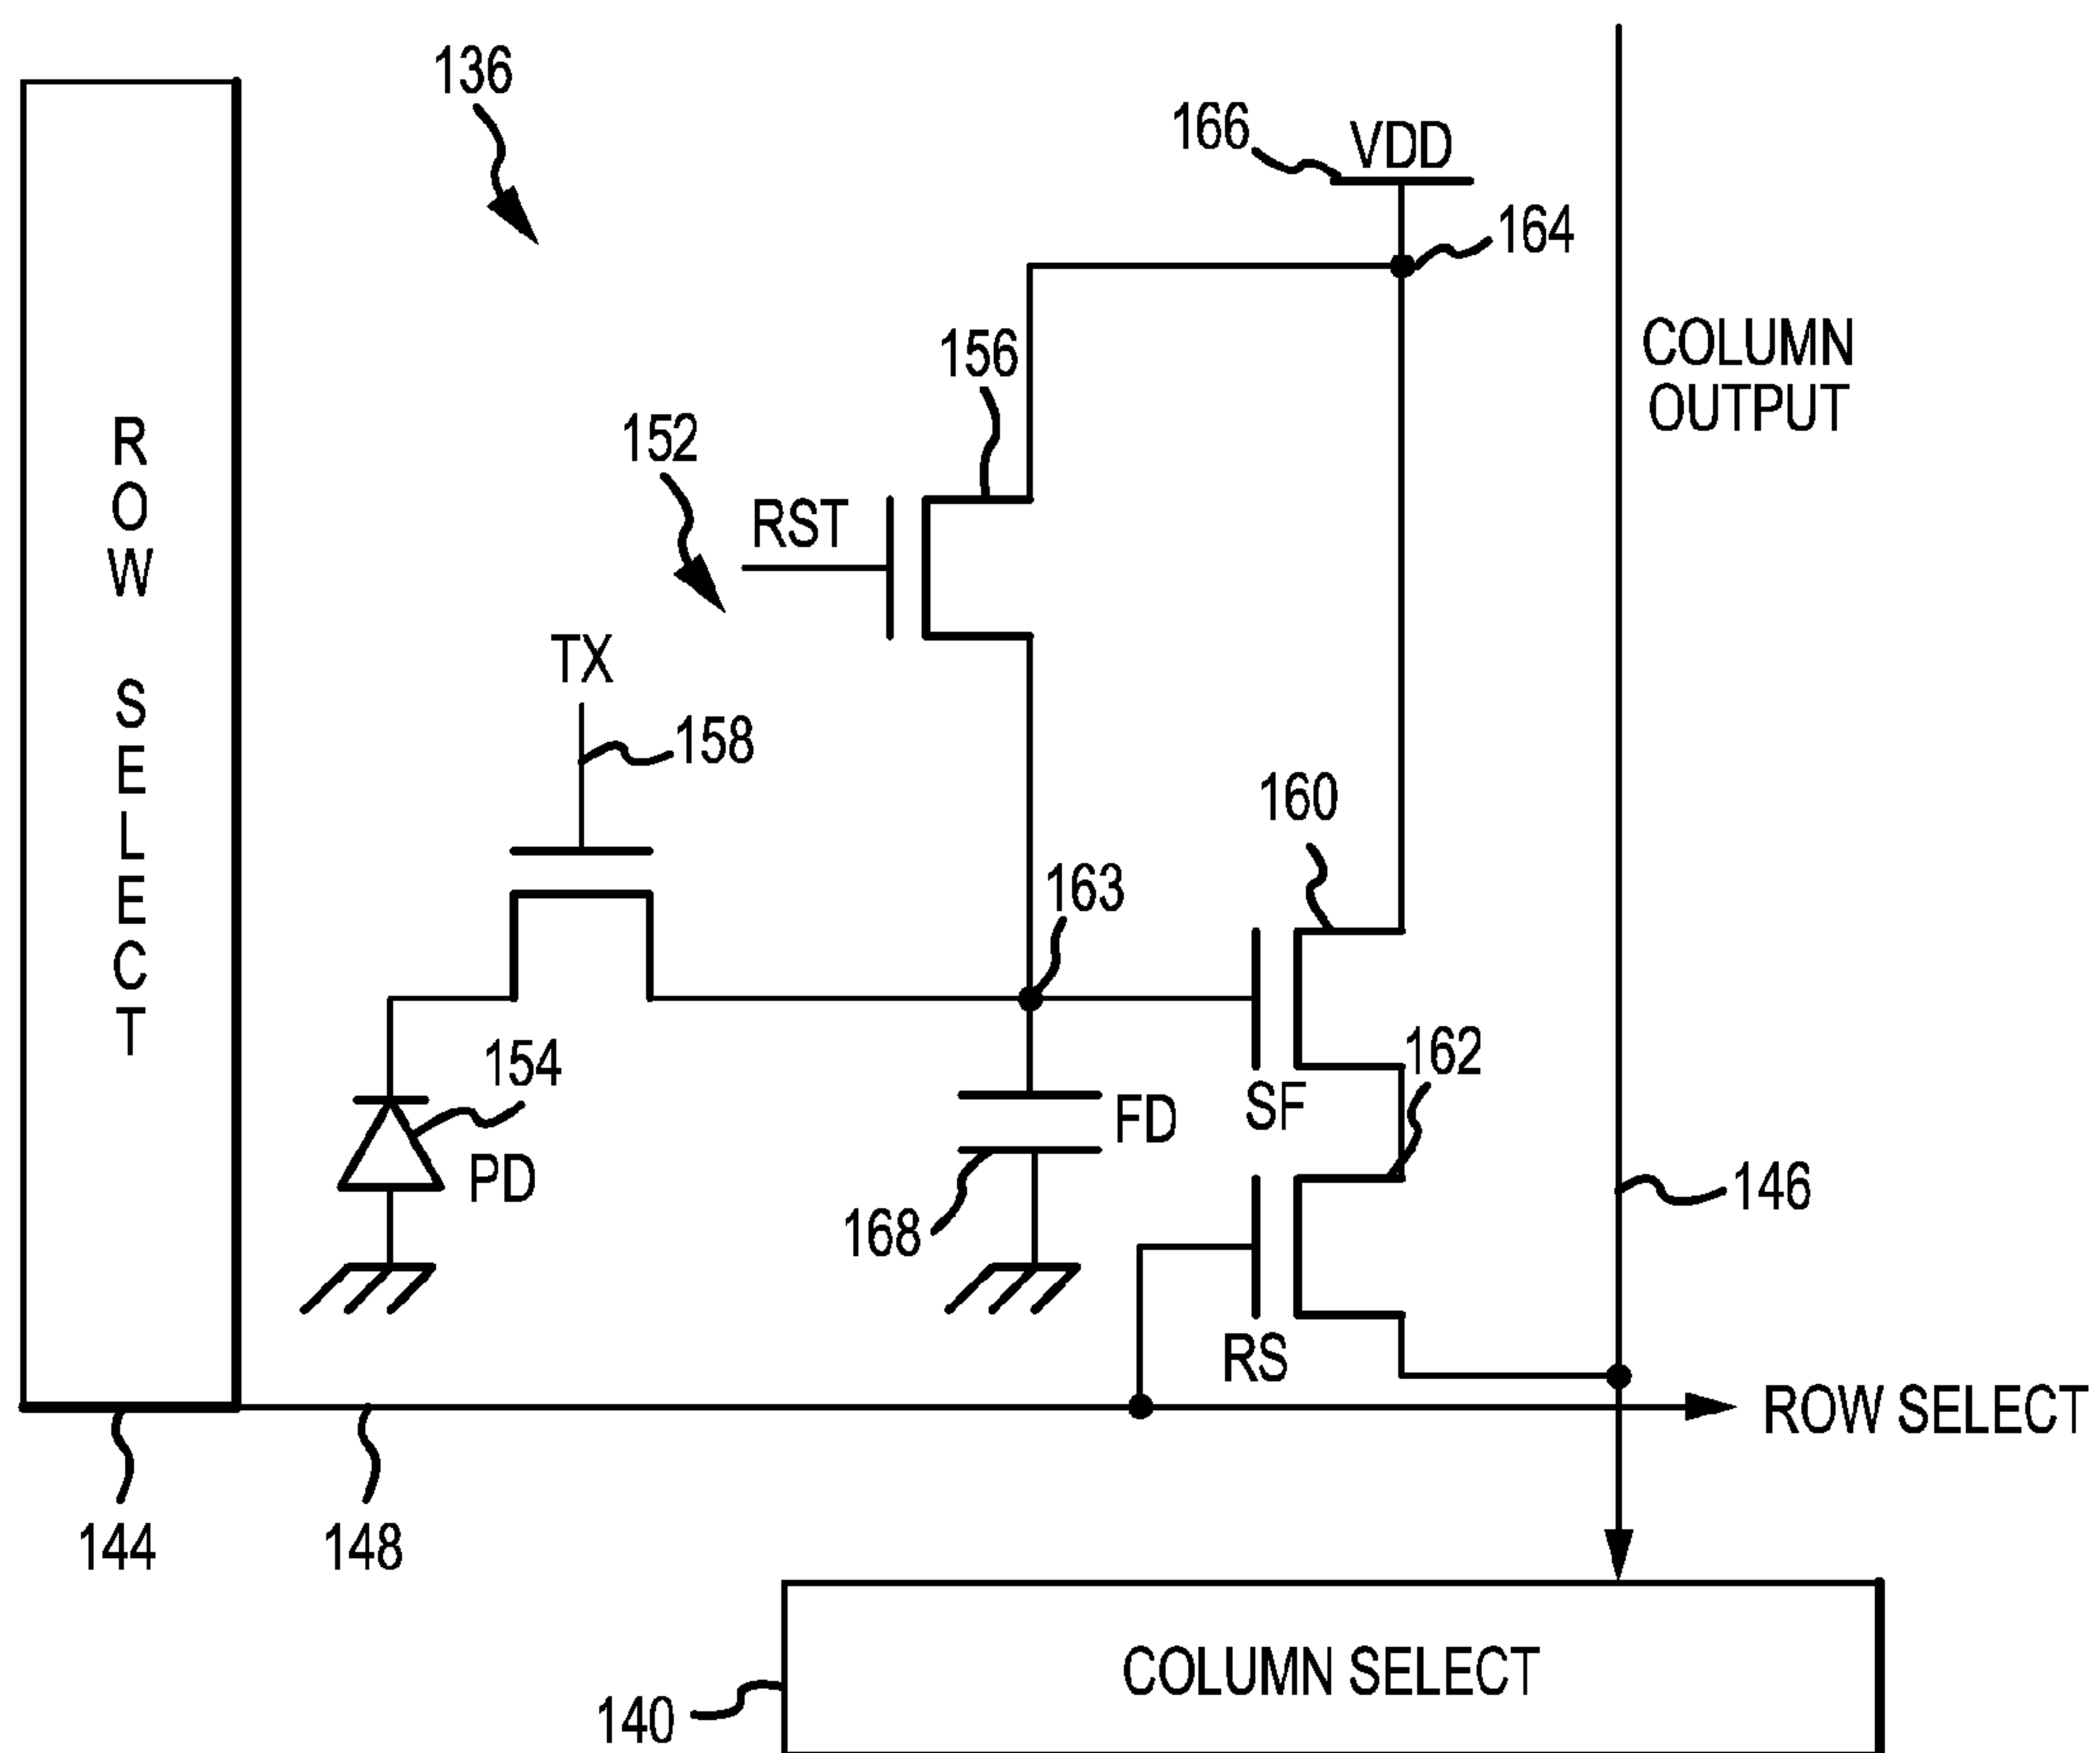 136
166
VDD
164
156
COLUMN
OUTPUT
152
RST
ROW SELECT
TX
158
160
163
154
162
FD
SF
PD
168
146
RS
ROW SELECT
144
148
COLUMN SELECT
140